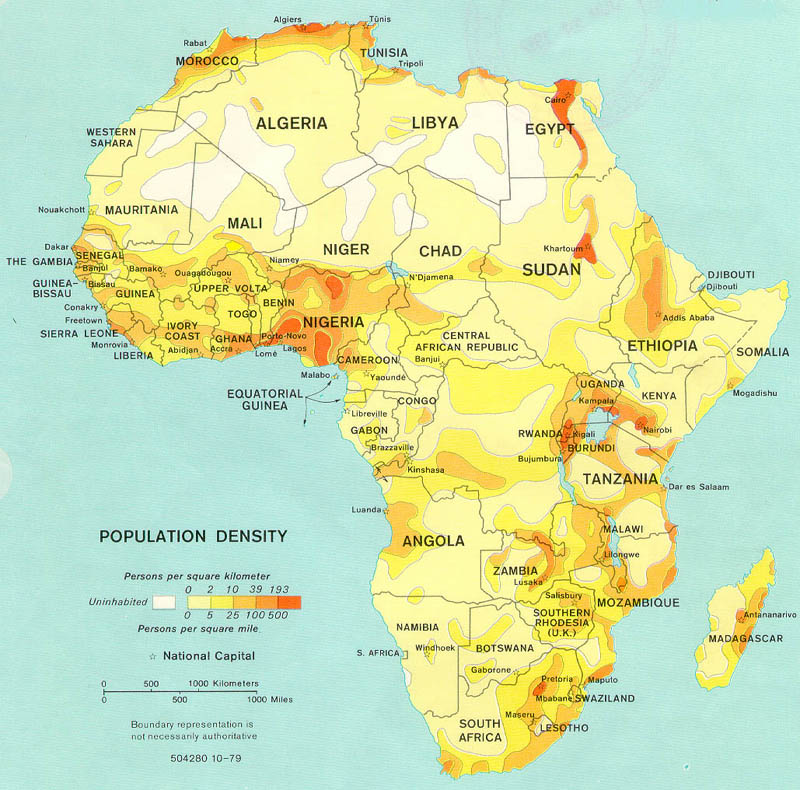 Algiers
Tūnis
Rabat
MOROCCO
TUNISIA
Tripoli
ALGERIA
LIBYA
Cairo
EGYPT
WESTERN
SAHARA
Nouakchott
MAURITANIA
MALI
NIGER
CHAD
Khartoum
SUDAN
Dakar
SENEGAL
THE GAMBIA
Banjul
Bamako
Niamey
Ouagadougou
N'Djamena
DJIBOUTI
Djibouti
GUINEA-
BISSAU
Bissau
GUINEA
UPPER VOLTA
BENIN
Conakry
Freetown
SIERRA LEONE
Monrovia
LIBERIA
IVORY
COAST
Abidjan
TOGO
GHANA
Accra
Lomé
Porto-Novo
Lagos
NIGERIA
CENTRAL
AFRICAN REPUBLIC
Addis Ababa
ETHIOPIA
SOMALIA
CAMEROON
Banjui
Malabo
Yaoundé
EQUATORIAL
GUINEA
CONGO
Libreville
GABON
Brazzaville
Kinshasa
UGANDA
Kampala
KENYA
Mogadishu
Nairobi
RWANDA
Kigali
BURUNDI
Bujumbura
TANZANIA
Dar es Salaam
Luanda
ANGOLA
MALAWI
Lilongwe
ZAMBIA
Lusaka
Salisbury
SOUTHERN
RHODESIA
(U.K.)
MOZAMBIQUE
Antananarivo
MADAGASCAR
NAMIBIA
Windhoek
S. AFRICA
BOTSWANA
Gaborone
Pretoria
Maputo
Mbabane
SWAZILAND
Maseru
LESOTHO
SOUTH
AFRICA
POPULATION DENSITY
Persons per square kilometer
0 2 10 39 193
Uninhabited
0 5 25 100 500
Persons per square mile
National Capital
0 500 1000 Kilometers
0 500 1000 Miles
Boundary representation is
not necessarily authoritative
504280 10-79